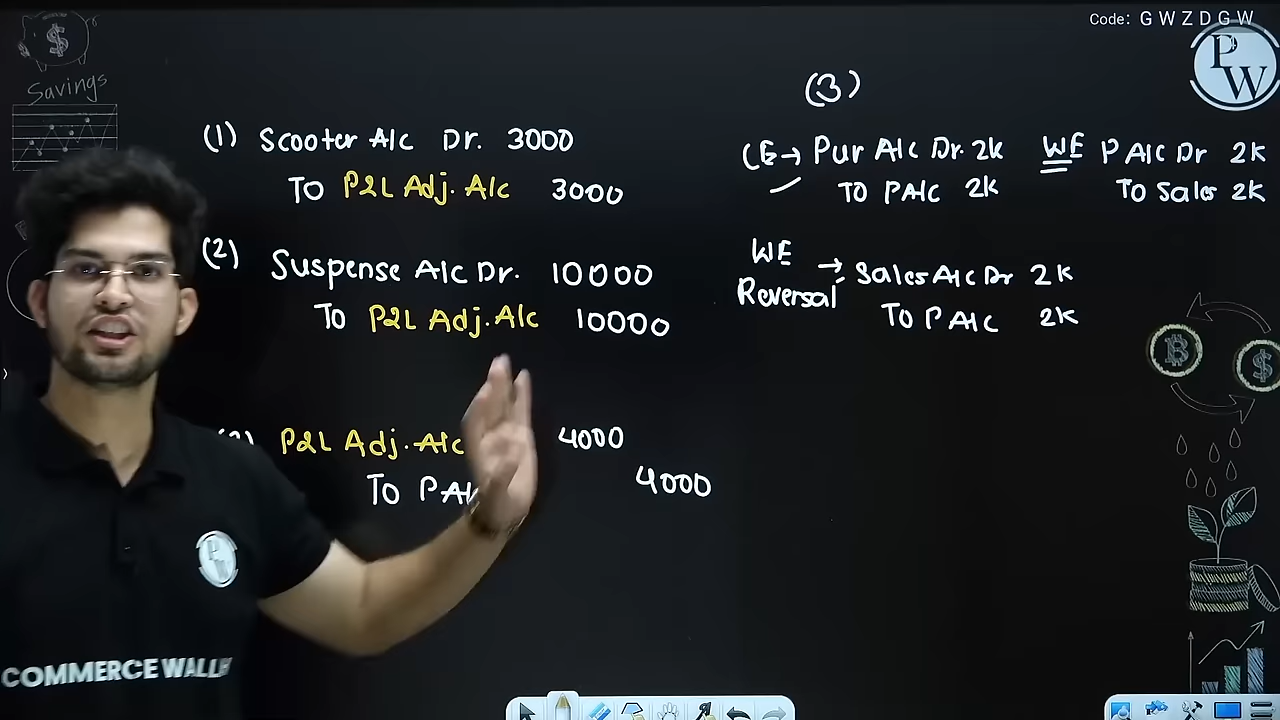 Code: G W Z D G W
PW
Savings
(3)
(1) Scooter A/c Dr. 3000
To P&L Adj. A/c 3000
(2) Suspense A/c Dr. 10000
To P&L Adj. A/c 10000
P&L Adj. A/c 4000
To P A/c 4000
CE → Pur A/c Dr. 2K
To P A/c 2K
WE P A/c Dr 2K
To Sales 2K
WE
Reversal → Sales A/c Dr 2K
To P A/c 2K
PW
COMMERCE WALLAH